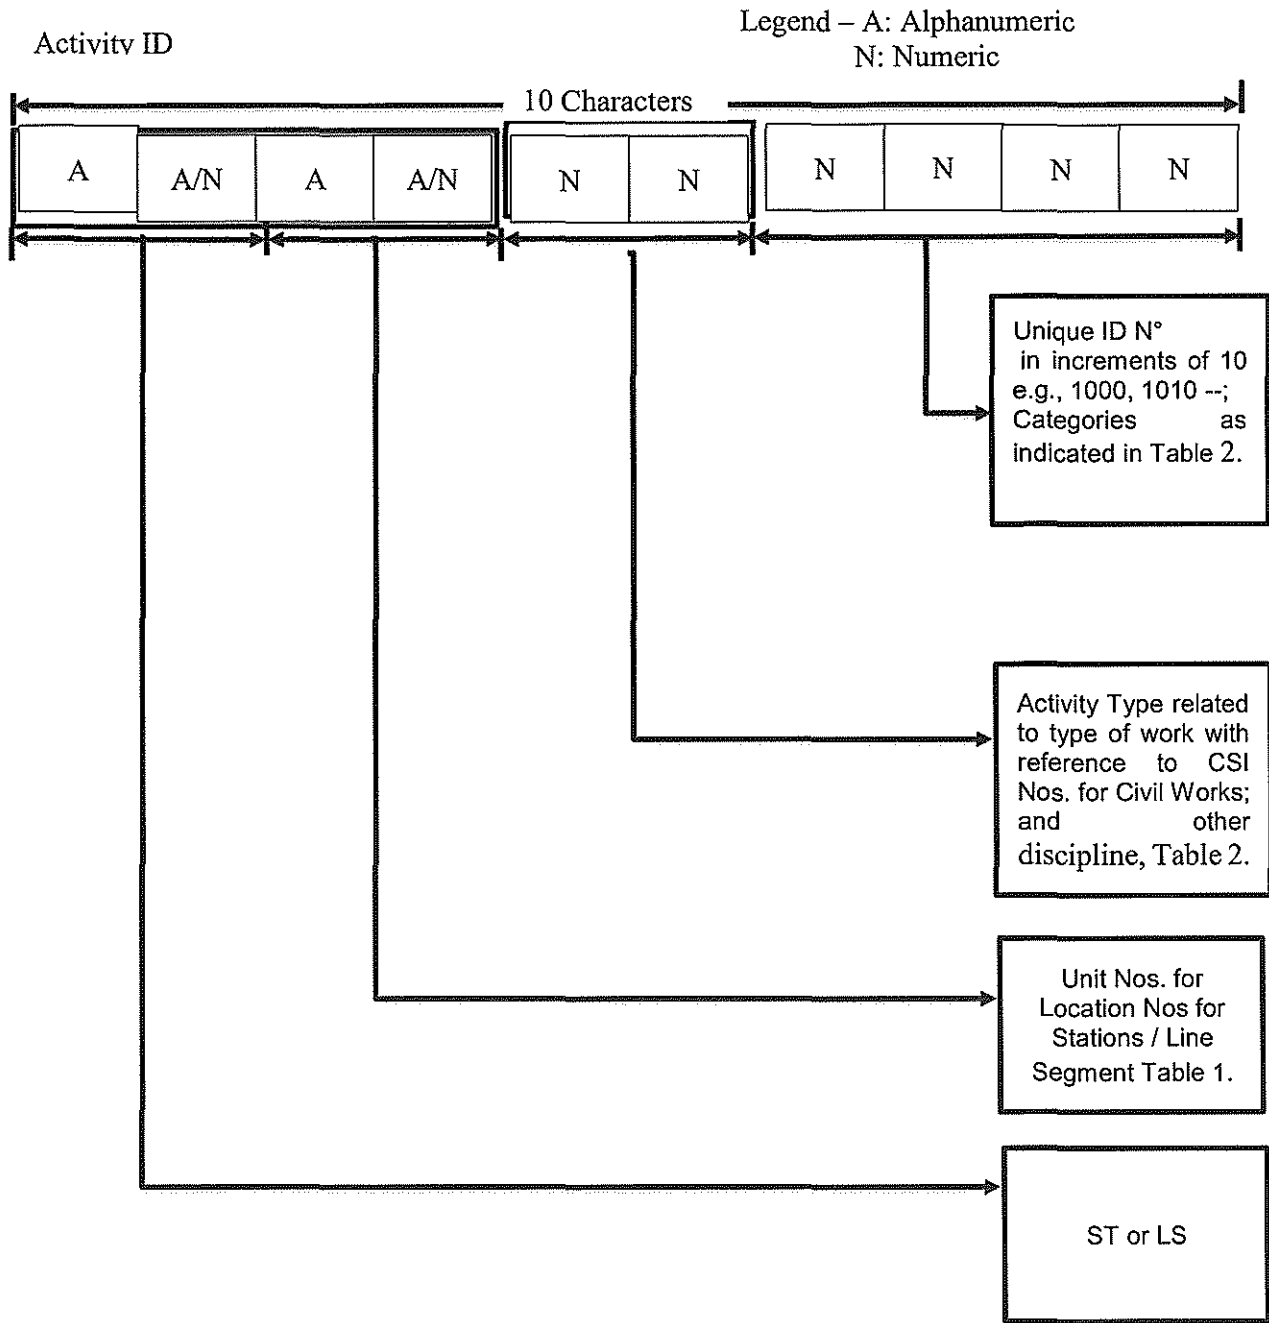 Activity ID
Legend – A: Alphanumeric
N: Numeric
10 Characters
A A/N A A/N N N N N N N
Unique ID N°
in increments of 10
e.g., 1000, 1010 --;
Categories as
indicated in Table 2.
Activity Type related
to type of work with
reference to CSI
Nos. for Civil Works;
and other
discipline, Table 2.
Unit Nos. for
Location Nos for
Stations / Line
Segment Table 1.
ST or LS